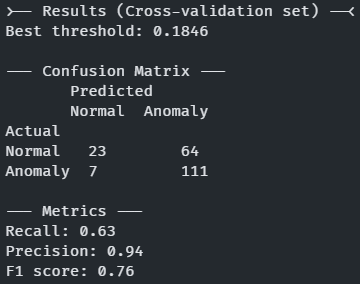 >── Results (Cross-validation set) ──<
Best threshold: 0.1846
── Confusion Matrix ──
Predicted
Normal Anomaly
Actual
Normal 23 64
Anomaly 7 111
── Metrics ──
Recall: 0.63
Precision: 0.94
F1 score: 0.76